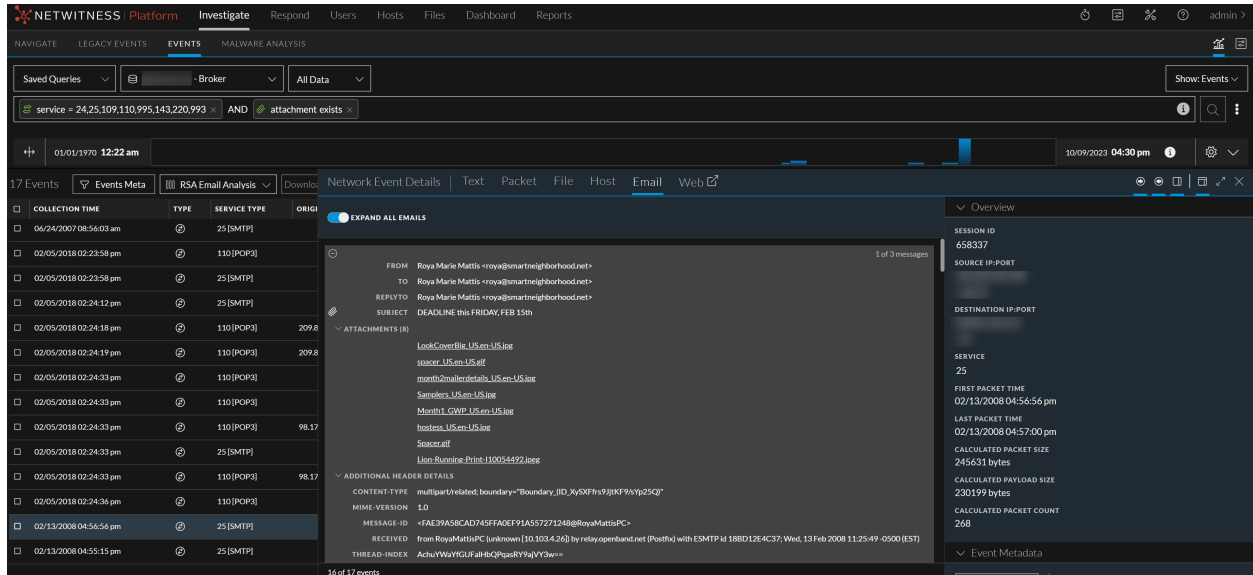 NETWITNESS | Platform Investigate Respond Users Hosts Files Dashboard Reports admin >
NAVIGATE LEGACY EVENTS EVENTS MALWARE ANALYSIS
Saved Queries - Broker All Data Show: Events
service = 24,25,109,110,995,143,220,993 × AND attachment exists ×
01/01/1970 12:22 am 10/09/2023 04:30 pm
17 Events Events Meta RSA Email Analysis Downloa
Network Event Details Text Packet File Host Email Web
COLLECTION TIME TYPE SERVICE TYPE ORIGI
06/24/2007 08:56:03 am 25 [SMTP]
02/05/2018 02:23:58 pm 110 [POP3]
02/05/2018 02:23:58 pm 25 [SMTP]
02/05/2018 02:24:12 pm 25 [SMTP]
02/05/2018 02:24:18 pm 110 [POP3] 209.8
02/05/2018 02:24:19 pm 110 [POP3] 209.8
02/05/2018 02:24:33 pm 110 [POP3]
02/05/2018 02:24:33 pm 110 [POP3]
02/05/2018 02:24:33 pm 110 [POP3] 98.17
02/05/2018 02:24:33 pm 25 [SMTP]
02/05/2018 02:24:33 pm 110 [POP3] 98.17
02/05/2018 02:24:36 pm 110 [POP3]
02/13/2008 04:56:56 pm 25 [SMTP]
02/13/2008 04:55:15 pm 25 [SMTP]
EXPAND ALL EMAILS
1 of 3 messages
FROM Roya Marie Mattis <roya@smartneighborhood.net>
TO Roya Marie Mattis <roya@smartneighborhood.net>
REPLYTO Roya Marie Mattis <roya@smartneighborhood.net>
SUBJECT DEADLINE this FRIDAY, FEB 15th
ATTACHMENTS (8)
LookCoverBig_US.en-US.jpg
spacer_US.en-US.gif
month2mailerdetails_US.en-US.jpg
Samplers_US.en-US.jpg
Month1_GWP_US.en-US.jpg
hostess_US.en-US.jpg
Spacer.gif
Lion-Running-Print-I10054492.jpeg
ADDITIONAL HEADER DETAILS
CONTENT-TYPE multipart/related; boundary="Boundary_(ID_XySXFfrs9JjtKF9/sYp25Q)"
MIME-VERSION 1.0
MESSAGE-ID <FAE39A58CAD745FFA0EF91A557271248@RoyaMattisPC>
RECEIVED from RoyaMattisPC (unknown [10.103.4.26]) by relay.openband.net (Postfix) with ESMTP id 18BD12E4C37; Wed, 13 Feb 2008 11:25:49 -0500 (EST)
THREAD-INDEX AchuYWaYfGUFalHbQPqasRY9ajVY3w==
16 of 17 events
Overview
SESSION ID
658337
SOURCE IP:PORT
DESTINATION IP:PORT
SERVICE
25
FIRST PACKET TIME
02/13/2008 04:56:56 pm
LAST PACKET TIME
02/13/2008 04:57:00 pm
CALCULATED PACKET SIZE
245631 bytes
CALCULATED PAYLOAD SIZE
230199 bytes
CALCULATED PACKET COUNT
268
Event Metadata